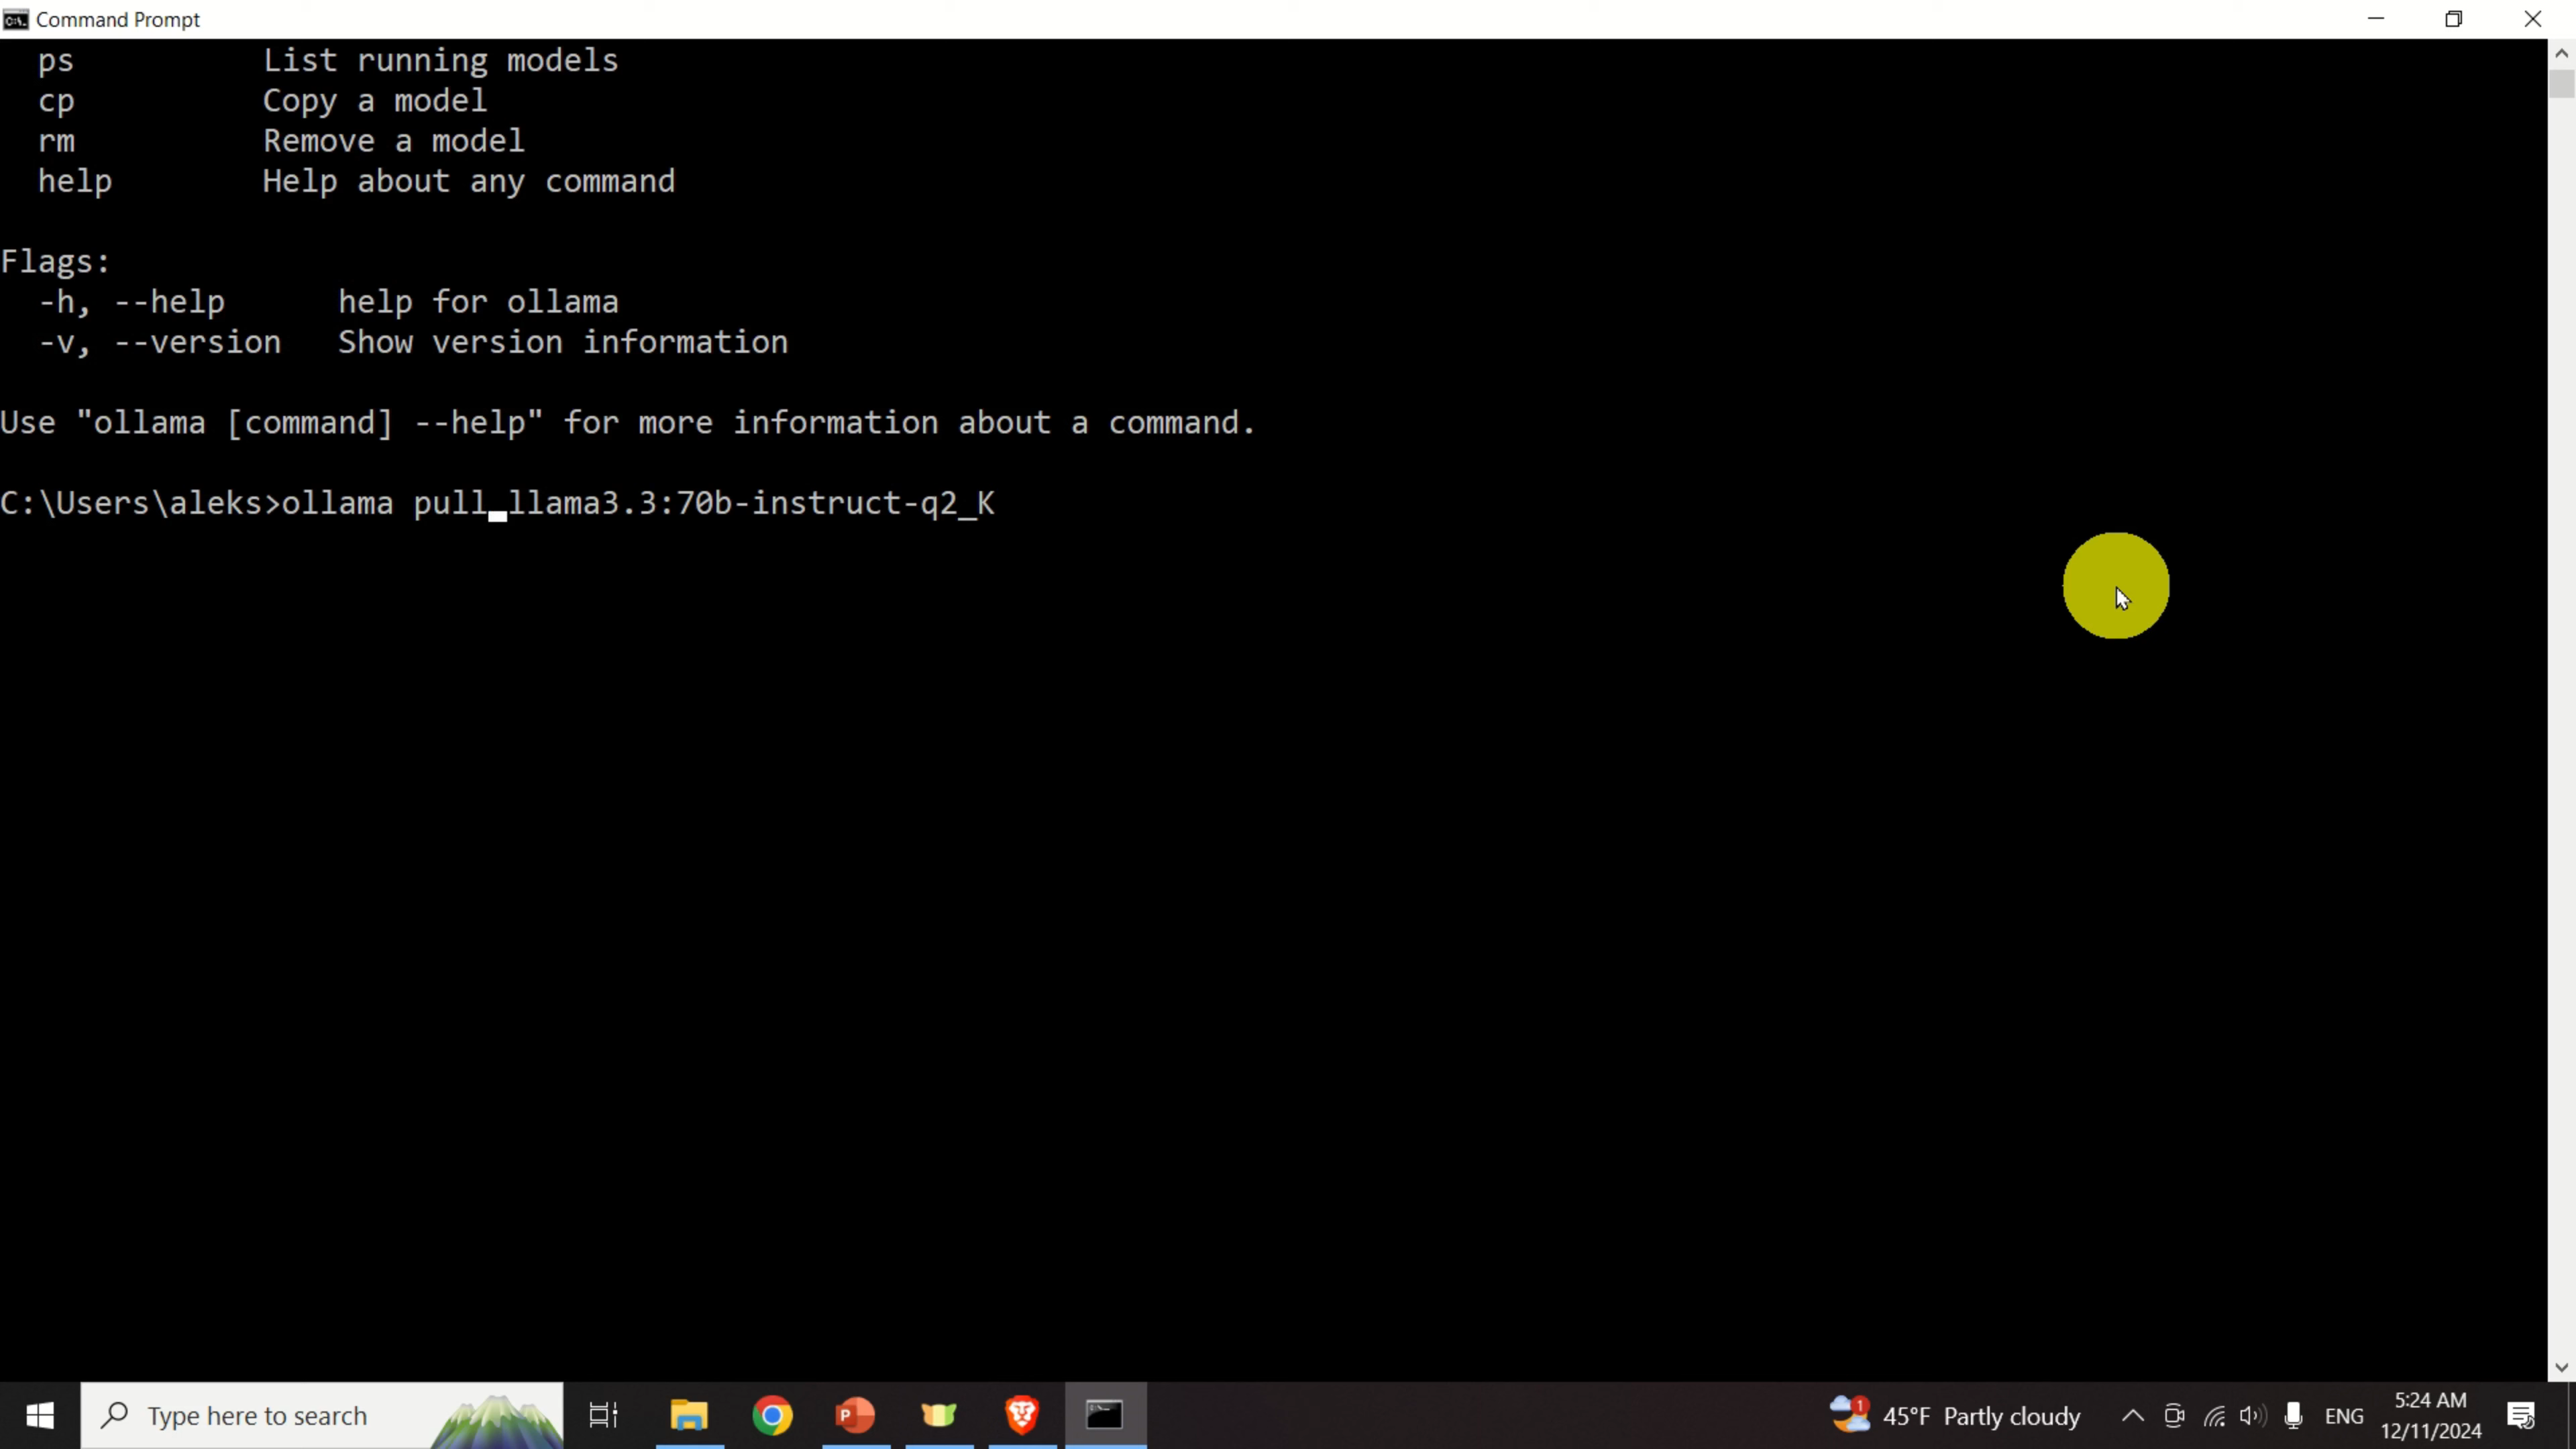 Command Prompt
ps List running models
cp Copy a model
rm Remove a model
help Help about any command
Flags:
-h, --help help for ollama
-v, --version Show version information
Use "ollama [command] --help" for more information about a command.
C:\Users\aleks>ollama pull llama3.3:70b-instruct-q2_K
Type here to search
P
1
45°F Partly cloudy
ENG
5:24 AM
12/11/2024